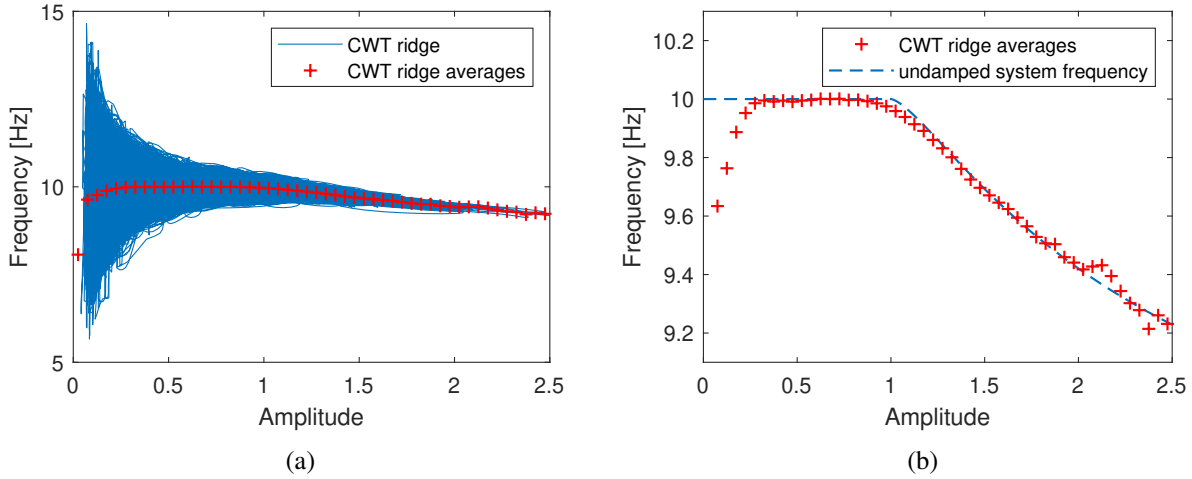 15
10
5
Frequency [Hz]
CWT ridge
CWT ridge averages
0 0.5 1 1.5 2 2.5
Amplitude
(a)
10.2
10
9.8
9.6
9.4
9.2
Frequency [Hz]
CWT ridge averages
undamped system frequency
0 0.5 1 1.5 2 2.5
Amplitude
(b)